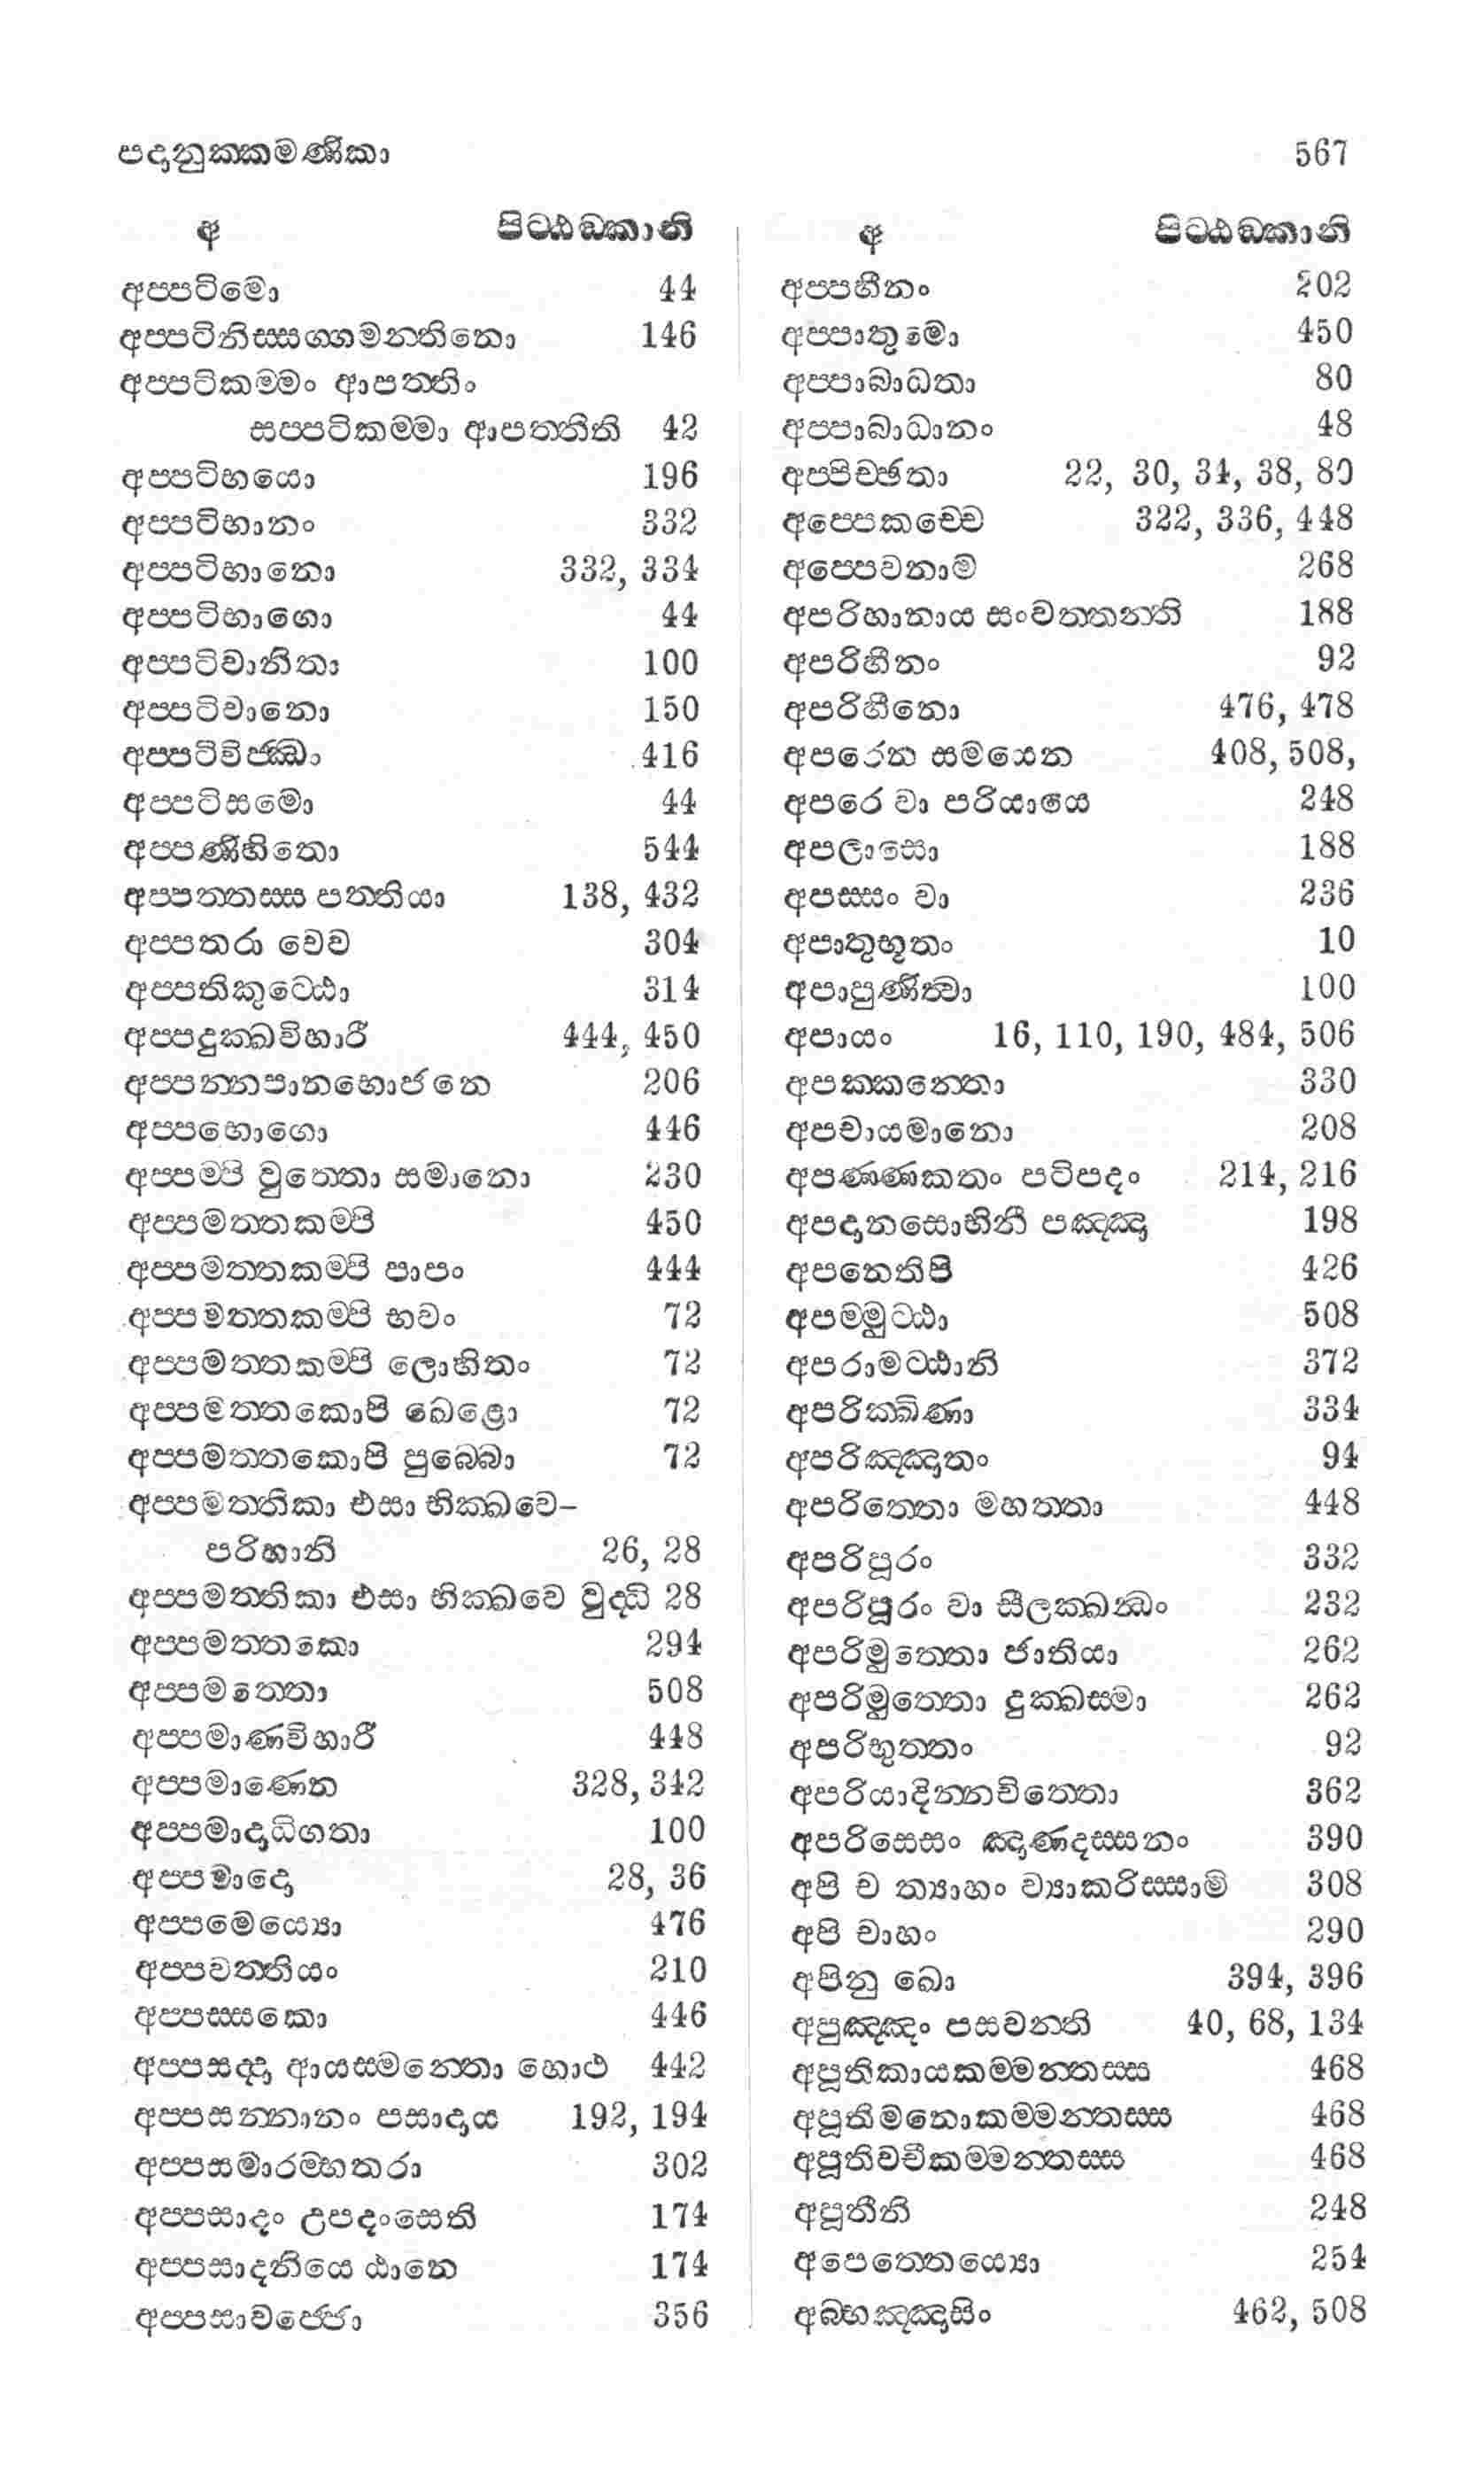 පදානුක්කමණිකා 567
අ පිට්ඨඞ්කානි
අප්පටිමො 44
අප්පටිනිස්සග්ගමන්තිනො 146
අප්පටිකම්මං ආපත්තිං
සප්පටිකම්මා ආපත්තීති 42
අප්පටිභයො 196
අප්පටිභානං 332
අප්පටිභානො 332, 334
අප්පටිභාගො 44
අප්පටිවානිතා 100
අප්පටිවානො 150
අප්පටිවිජ්ඣා 416
අප්පටිසමො 44
අප්පණිහිතො 544
අප්පත්තස්ස පත්තියා 138, 432
අප්පතරා චෙව 304
අප්පතිකුට්ඨො 314
අප්පදුක්ඛවිහාරී 444, 450
අප්පන්නපානභොජනෙ 206
අප්පභොගො 446
අප්පම්පි වුත්තො සමානො 230
අප්පමත්තකම්පි 450
අප්පමත්තකම්පි පාපං 444
අප්පමත්තකම්පි භවං 72
අප්පමත්තකම්පි ලොහිතං 72
අප්පමත්තකොපි ඛෙළො 72
අප්පමත්තකොපි පුබ්බො 72
අප්පමත්තිකා එසා භික්ඛවෙ-
පරිහානි 26, 28
අප්පමත්තිකා එසා භික්ඛවෙ වුද්ධි 28
අප්පමත්තකො 294
අප්පමත්තො 508
අප්පමාණවිහාරී 448
අප්පමාණෙන 328, 342
අප්පමාදාධිගතා 100
අප්පමාදො 28, 36
අප්පමෙය්‍යො 476
අප්පවත්තියං 210
අප්පස්සකො 446
අප්පසද්දා ආයස්මන්තො හොථ 442
අප්පසන්නානං පසාදාය 192, 194
අප්පසමාරම්භතරා 302
අප්පසාදං උපදංසෙති 174
අප්පසාදනියෙ ඨානෙ 174
අප්පසාවජ්ජො 356
අ පිට්ඨඞ්කානි
අප්පහීනං 202
අප්පාතුමො 450
අප්පාබාධතා 80
අප්පාබාධානං 48
අප්පිච්ඡතා 22, 30, 34, 38, 80
අප්පෙකච්චෙ 322, 336, 448
අප්පෙවනාම 268
අපරිහානාය සංවත්තන්ති 188
අපරිහීනං 92
අපරිහීනො 476, 478
අපරෙන සමයෙන 408, 508,
අපරෙ වා පරියායෙ 248
අපලාසො 188
අපස්සං වා 236
අපාතුභූතං 10
අපාපුණිත්වා 100
අපායං 16, 110, 190, 484, 506
අපක්කන්තො 330
අපචායමානො 208
අපණ්ණකතං පටිපදං 214, 216
අපදානසොභිනී පඤ්ඤා 198
අපනෙතිපි 426
අපම්මුට්ඨා 508
අපරාමට්ඨානි 372
අපරික්ඛිණා 334
අපරිඤ්ඤාතං 94
අපරිත්තො මහත්තා 448
අපරිපූරං 332
අපරිපූරං වා සීලක්ඛන්ධං 232
අපරිමුත්තො ජාතියා 262
අපරිමුත්තො දුක්ඛස්මා 262
අපරිභුත්තං 92
අපරියාදින්නචිත්තො 362
අපරිසෙසං ඤාණදස්සනං 390
අපි ච ත්‍යාහං ව්‍යාකරිස්සාමි 308
අපි චාහං 290
අපිනු ඛො 394, 396
අපුඤ්ඤං පසවන්ති 40, 68, 134
අපූතිකායකම්මන්තස්ස 468
අපූතිමනොකම්මන්තස්ස 468
අපූතිවචීකම්මන්තස්ස 468
අපූතීනි 248
අපෙත්තෙය්‍යො 254
අබ්භඤ්ඤාසිං 462, 508